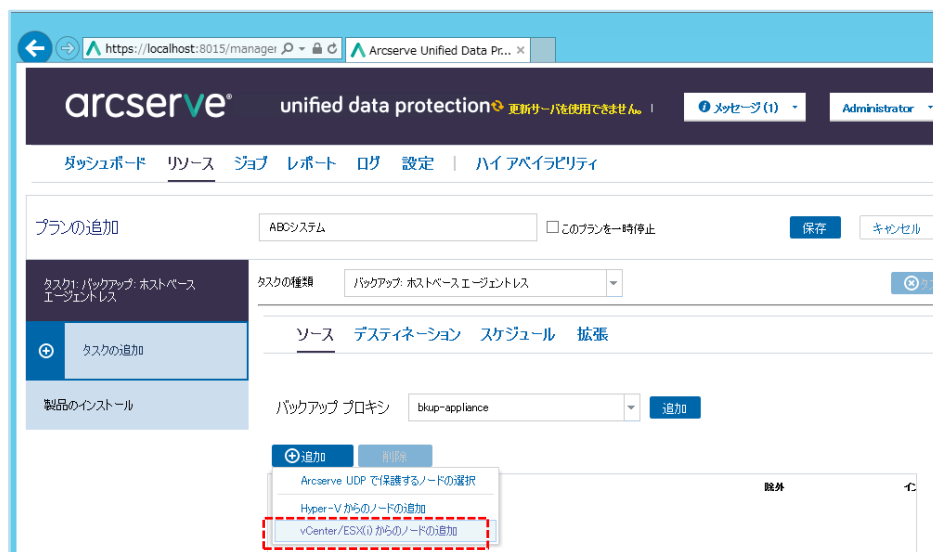 https://localhost:8015/manager
Arcserve Unified Data Pr... ×
arcserve® unified data protection 更新サーバを使用できません。 | メッセージ(1) Administrator
ダッシュボード リソース ジョブ レポート ログ 設定 | ハイ アベイラビリティ
プランの追加 ABCシステム このプランを一時停止 保存 キャンセル
タスク1: バックアップ: ホストベース
エージェントレス
タスクの種類 バックアップ: ホストベース エージェントレス
タスクの追加
製品のインストール
ソース デスティネーション スケジュール 拡張
バックアップ プロキシ bkup-appliance 追加
追加 削除
Arcserve UDP で保護するノードの選択
除外
Hyper-V からのノードの追加
vCenter/ESX(i) からのノードの追加